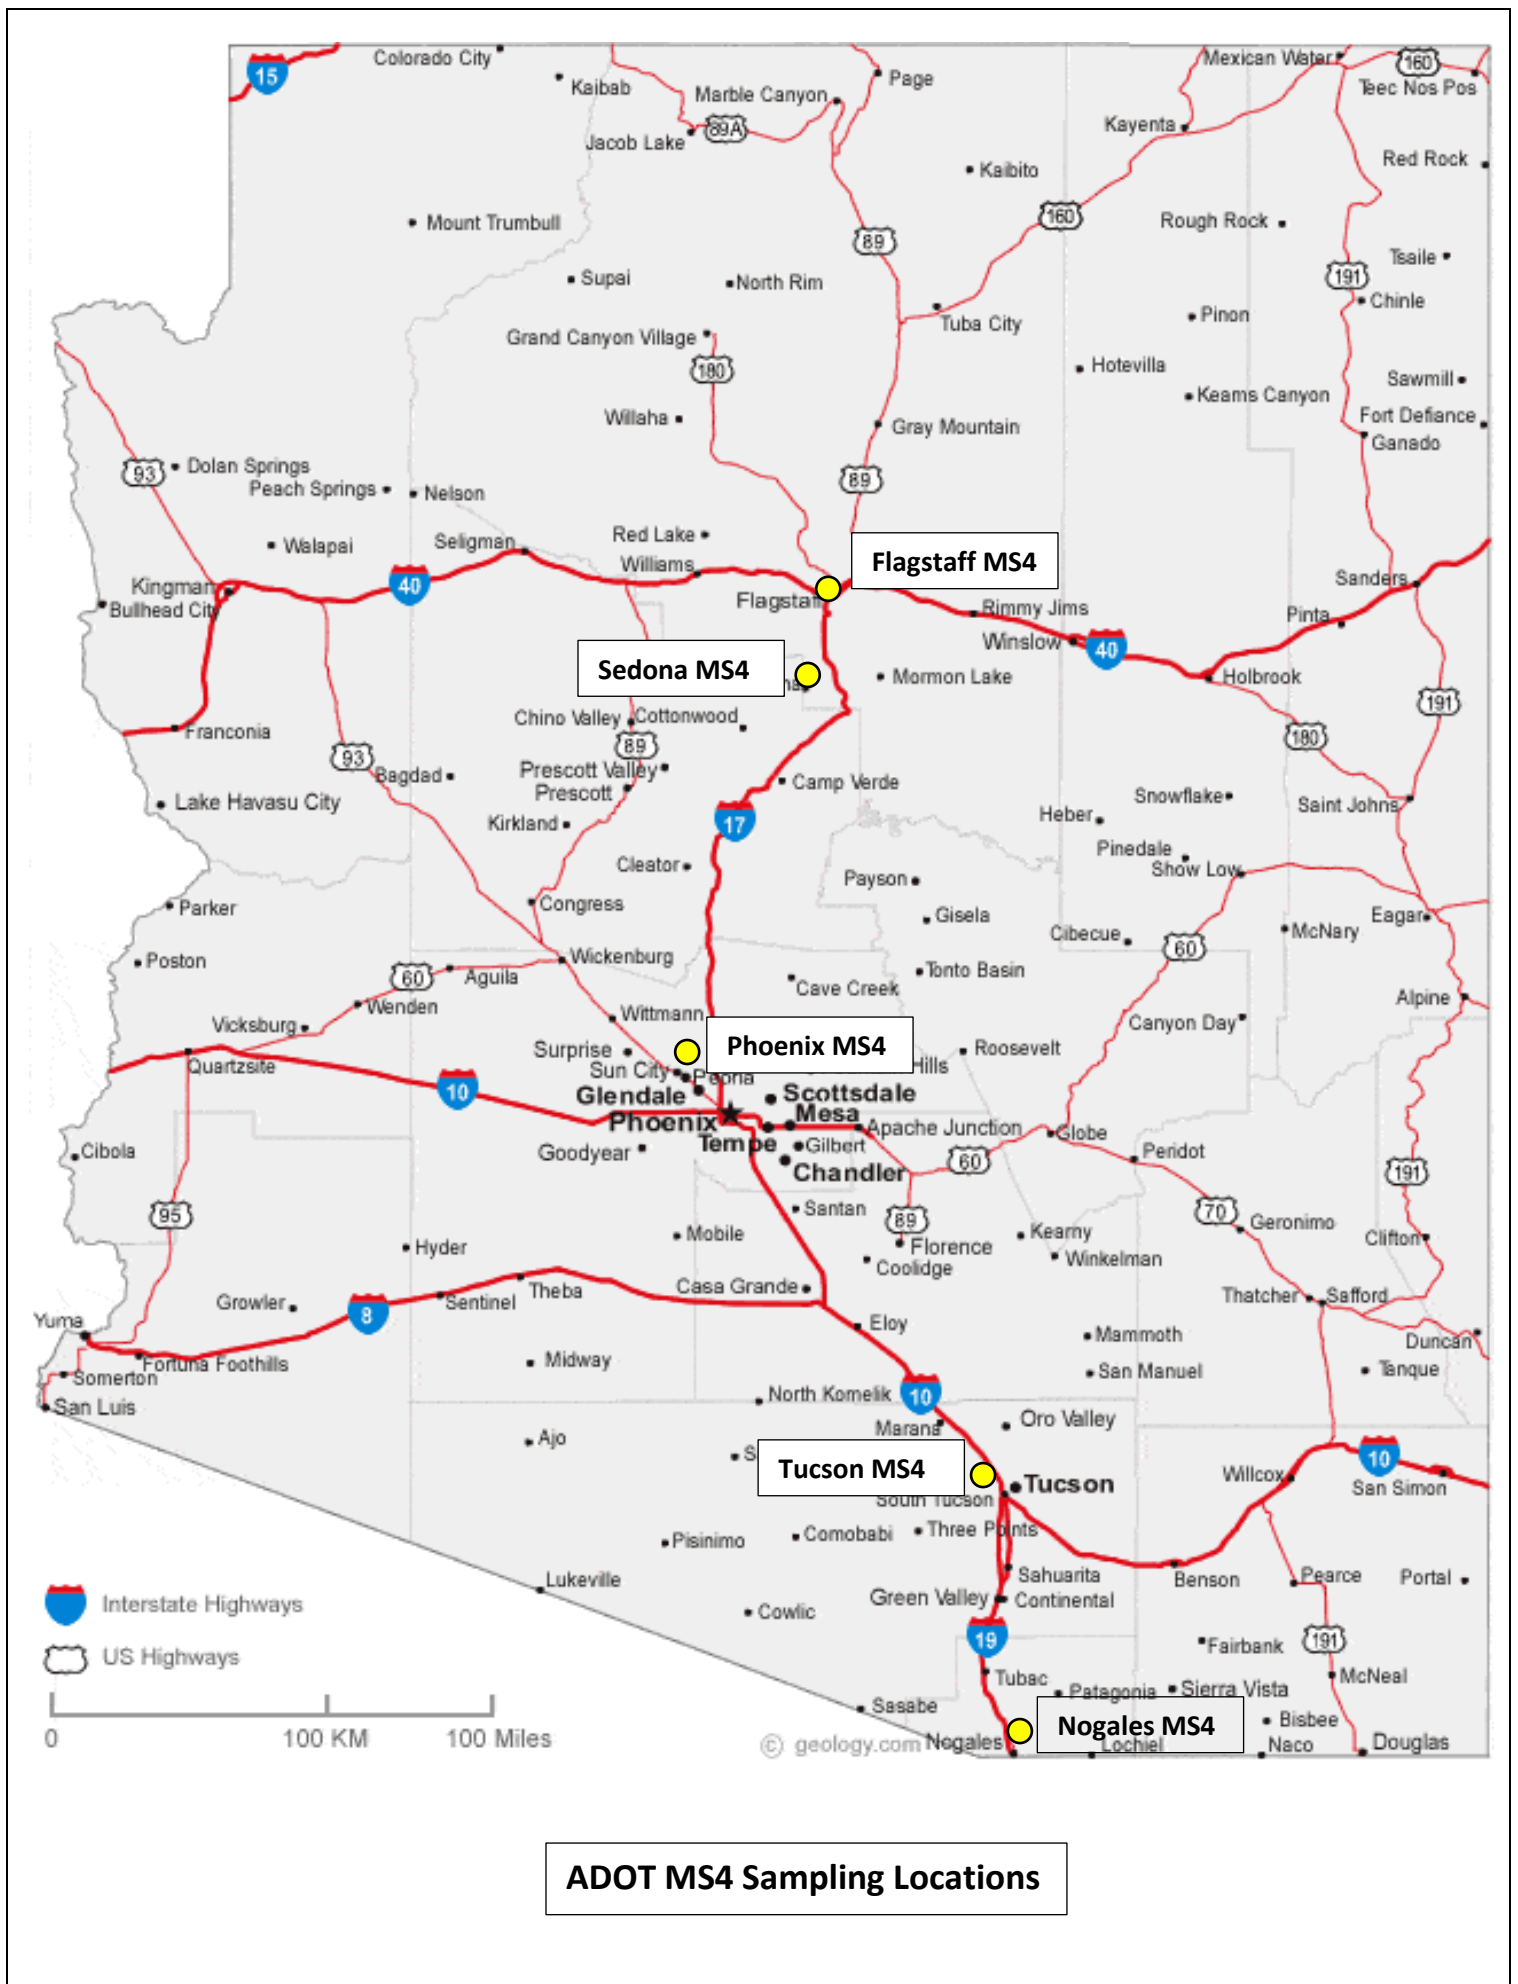 15
Colorado City
Kaibab
Marble Canyon
Page
Mexican Water
160
Teec Nos Pos
89A
Jacob Lake
Kayenta
Red Rock
Kaibito
Mount Trumbull
160
Rough Rock
89
Tsaile
Supai
North Rim
191
Chinle
Tuba City
Pinon
Grand Canyon Village
180
Hotevilla
Keams Canyon
Sawmill
Willaha
Gray Mountain
Fort Defiance
Ganado
93
Dolan Springs
Peach Springs
Nelson
89
Walapai
Seligman
Red Lake
Williams
Flagstaff MS4
Kingman
Bullhead City
40
Flagstaff
Rimmy Jims
Winslow
40
Pinta
Sanders
Sedona MS4
na
Mormon Lake
Holbrook
191
Franconia
Chino Valley
Cottonwood
89
93
180
Bagdad
Prescott Valley
Prescott
Camp Verde
Lake Havasu City
Kirkland
17
Heber
Snowflake
Saint Johns
Pinedale
Show Low
Cleator
Payson
Parker
Congress
Gisela
Cibecue
60
McNary
Eagar
Poston
60
Aguila
Wickenburg
Tonto Basin
Cave Creek
Wenden
Alpine
Vicksburg
Wittmann
Canyon Day
Phoenix MS4
Quartzsite
Surprise
Sun City
Peoria
Hills
Roosevelt
10
Glendale
Scottsdale
Phoenix
Mesa
Tempe
Apache Junction
Globe
Gilbert
Cibola
Goodyear
Chandler
60
Peridot
191
95
Santan
89
70
Geronimo
Hyder
Mobile
Florence
Coolidge
Kearny
Winkelman
Clifton
Growler
8
Sentinel
Theba
Casa Grande
Thatcher
Safford
Yuma
Eloy
Mammoth
Duncan
Fortuna Foothills
Midway
San Manuel
Tanque
Somerton
San Luis
North Komelik
10
Marana
Oro Valley
Ajo
S
Tucson MS4
South Tucson
Tucson
Willcox
10
San Simon
Pisinimo
Comobabi
Three Points
Lukeville
Sahuarita
Benson
Pearce
Portal
Green Valley
Continental
Interstate Highways
Cowlic
19
Fairbank
191
US Highways
Tubac
McNeal
Sasabe
Patagonia
Sierra Vista
Nogales MS4
Bisbee
0
100 KM
100 Miles
© geology.com
Nogales
Lochiel
Naco
Douglas
ADOT MS4 Sampling Locations